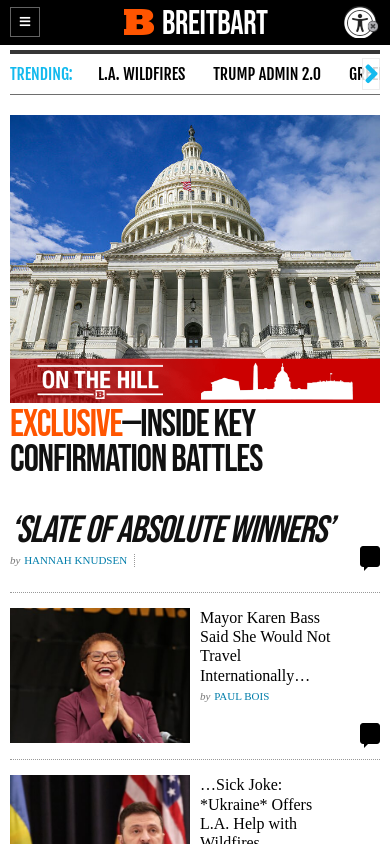 BREITBART
TRENDING: L.A. WILDFIRES TRUMP ADMIN 2.0
ON THE HILL
EXCLUSIVE—INSIDE KEY
CONFIRMATION BATTLES
‘SLATE OF ABSOLUTE WINNERS’
by HANNAH KNUDSEN
Mayor Karen Bass
Said She Would Not
Travel
Internationally…
by PAUL BOIS
…Sick Joke:
*Ukraine* Offers
L.A. Help with
Wildfires